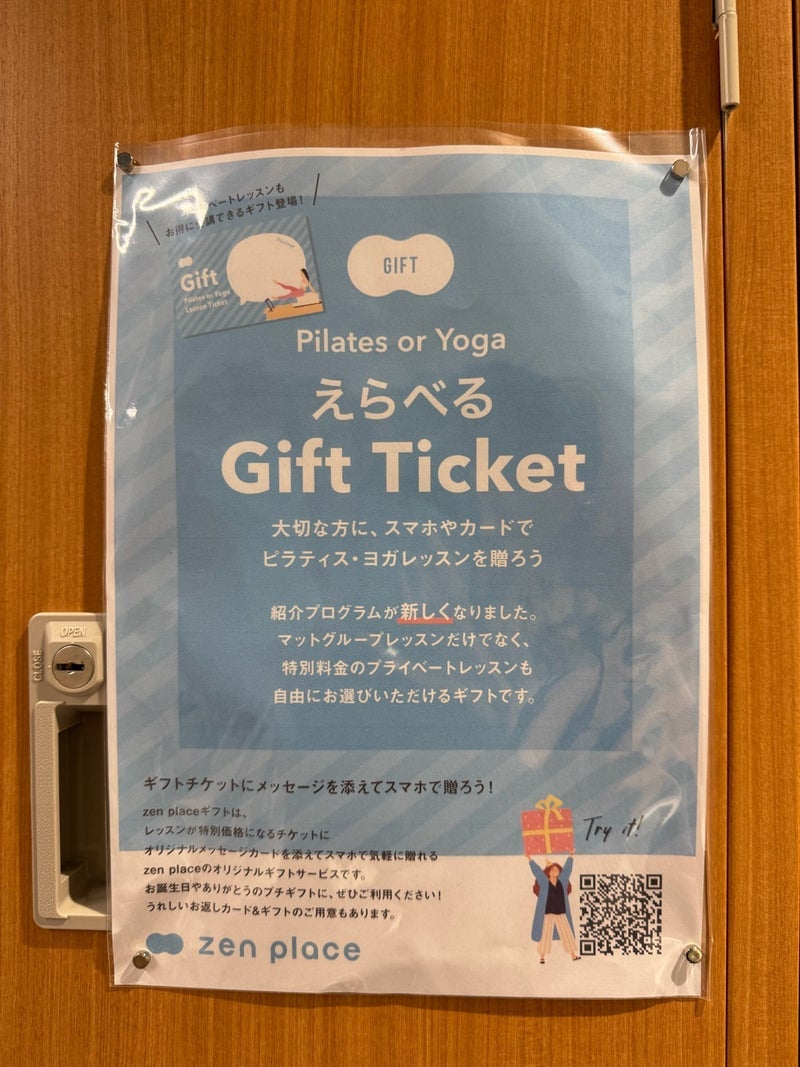 ベートレッスンも
お得に受講できるギフト登場!
Gift
Pilates or Yoga
Lesson Ticket
GIFT
Pilates or Yoga
えらべる
Gift Ticket
大切な方に、スマホやカードで
ピラティス・ヨガレッスンを贈ろう
紹介プログラムが新しくなりました。
マットグループレッスンだけでなく、
特別料金のプライベートレッスンも
自由にお選びいただけるギフトです。
OPEN
CLOSE
ギフトチケットにメッセージを添えてスマホで贈ろう!
zen placeギフトは、
レッスンが特別価格になるチケットに
オリジナルメッセージカードを添えてスマホで気軽に贈れる
zen placeのオリジナルギフトサービスです。
お誕生日やありがとうのプチギフトに、ぜひご利用ください!
うれしいお返しカード&ギフトのご用意もあります。
Try it!
zen place